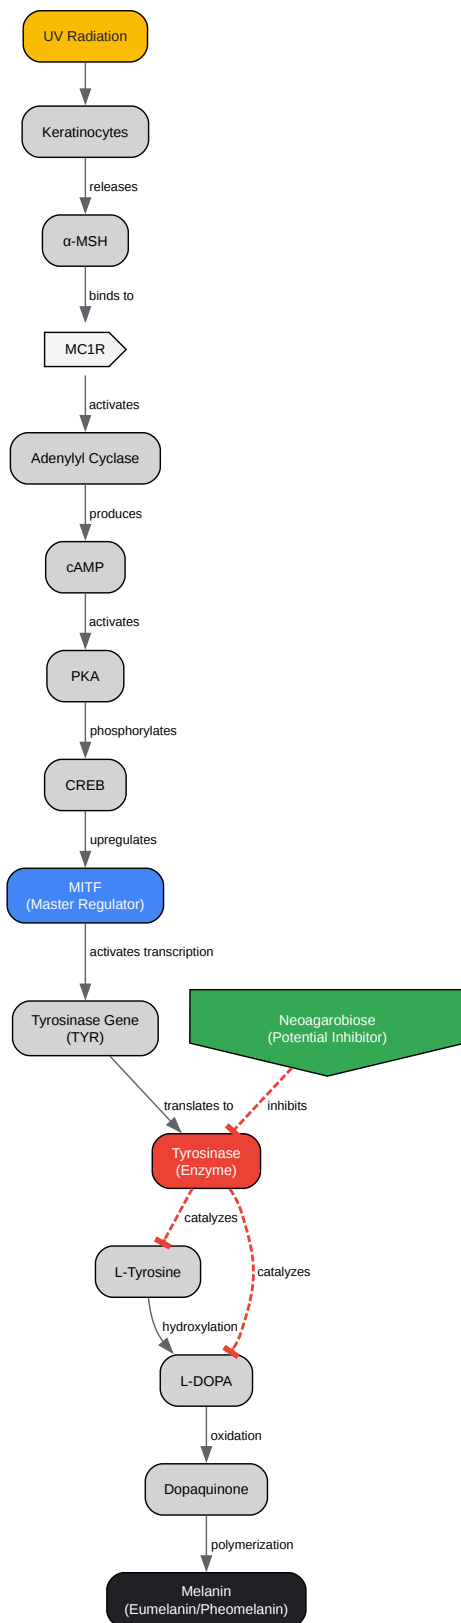 UV Radiation
Keratinocytes
releases
α-MSH
binds to
MC1R
activates
Adenylyl Cyclase
produces
cAMP
activates
PKA
phosphorylates
CREB
upregulates
MITF
(Master Regulator)
activates transcription
Tyrosinase Gene
(TYR)
Neoagarobiose
(Potential Inhibitor)
translates to
inhibits
Tyrosinase
(Enzyme)
catalyzes
L-Tyrosine
catalyzes
hydroxylation
L-DOPA
oxidation
Dopaquinone
polymerization
Melanin
(Eumelanin/Pheomelanin)